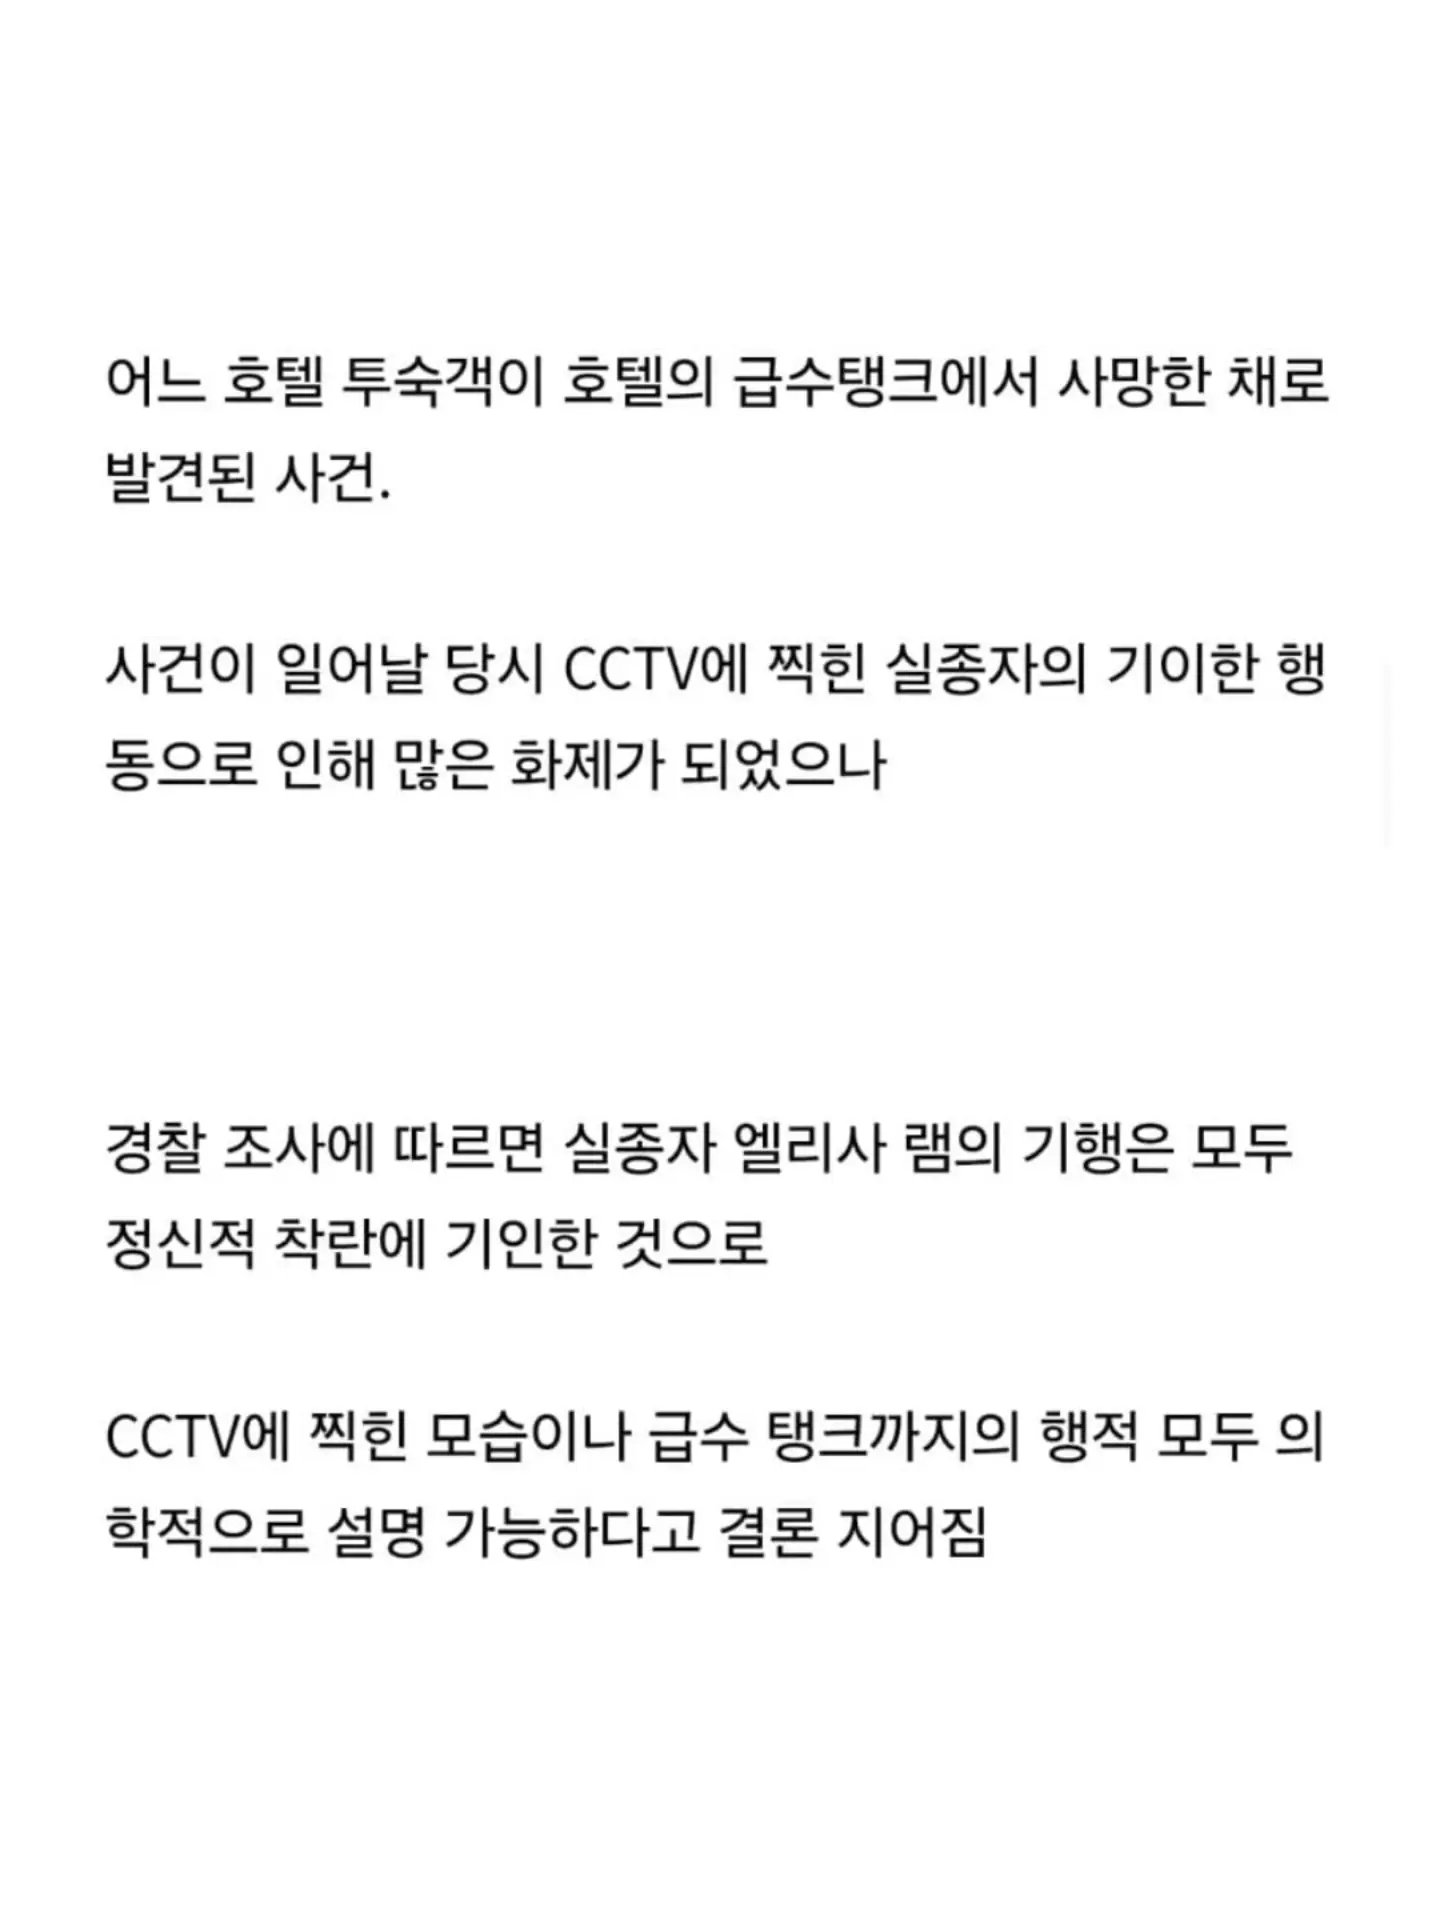 어느 호텔 투숙객이 호텔의 급수탱크에서 사망한 채로
발견된 사건.
사건이 일어날 당시 CCTV에 찍힌 실종자의 기이한 행
동으로 인해 많은 화제가 되었으나
경찰 조사에 따르면 실종자 엘리사 램의 기행은 모두
정신적 착란에 기인한 것으로
CCTV에 찍힌 모습이나 급수 탱크까지의 행적 모두 의
학적으로 설명 가능하다고 결론 지어짐